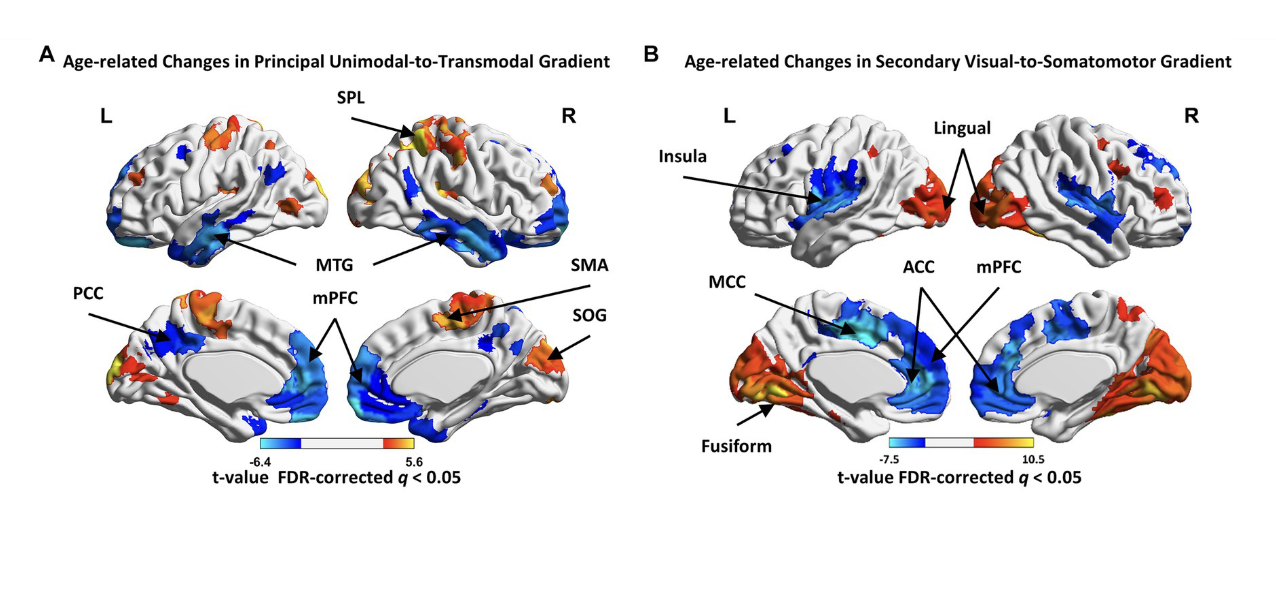 A Age-related Changes in Principal Unimodal-to-Transmodal Gradient
L
SPL
R
MTG
PCC
mPFC
SMA
SOG
-6.4
5.6
t-value FDR-corrected q < 0.05
B Age-related Changes in Secondary Visual-to-Somatomotor Gradient
L
Lingual
R
Insula
MCC
ACC
mPFC
Fusiform
-7.5
10.5
t-value FDR-corrected q < 0.05